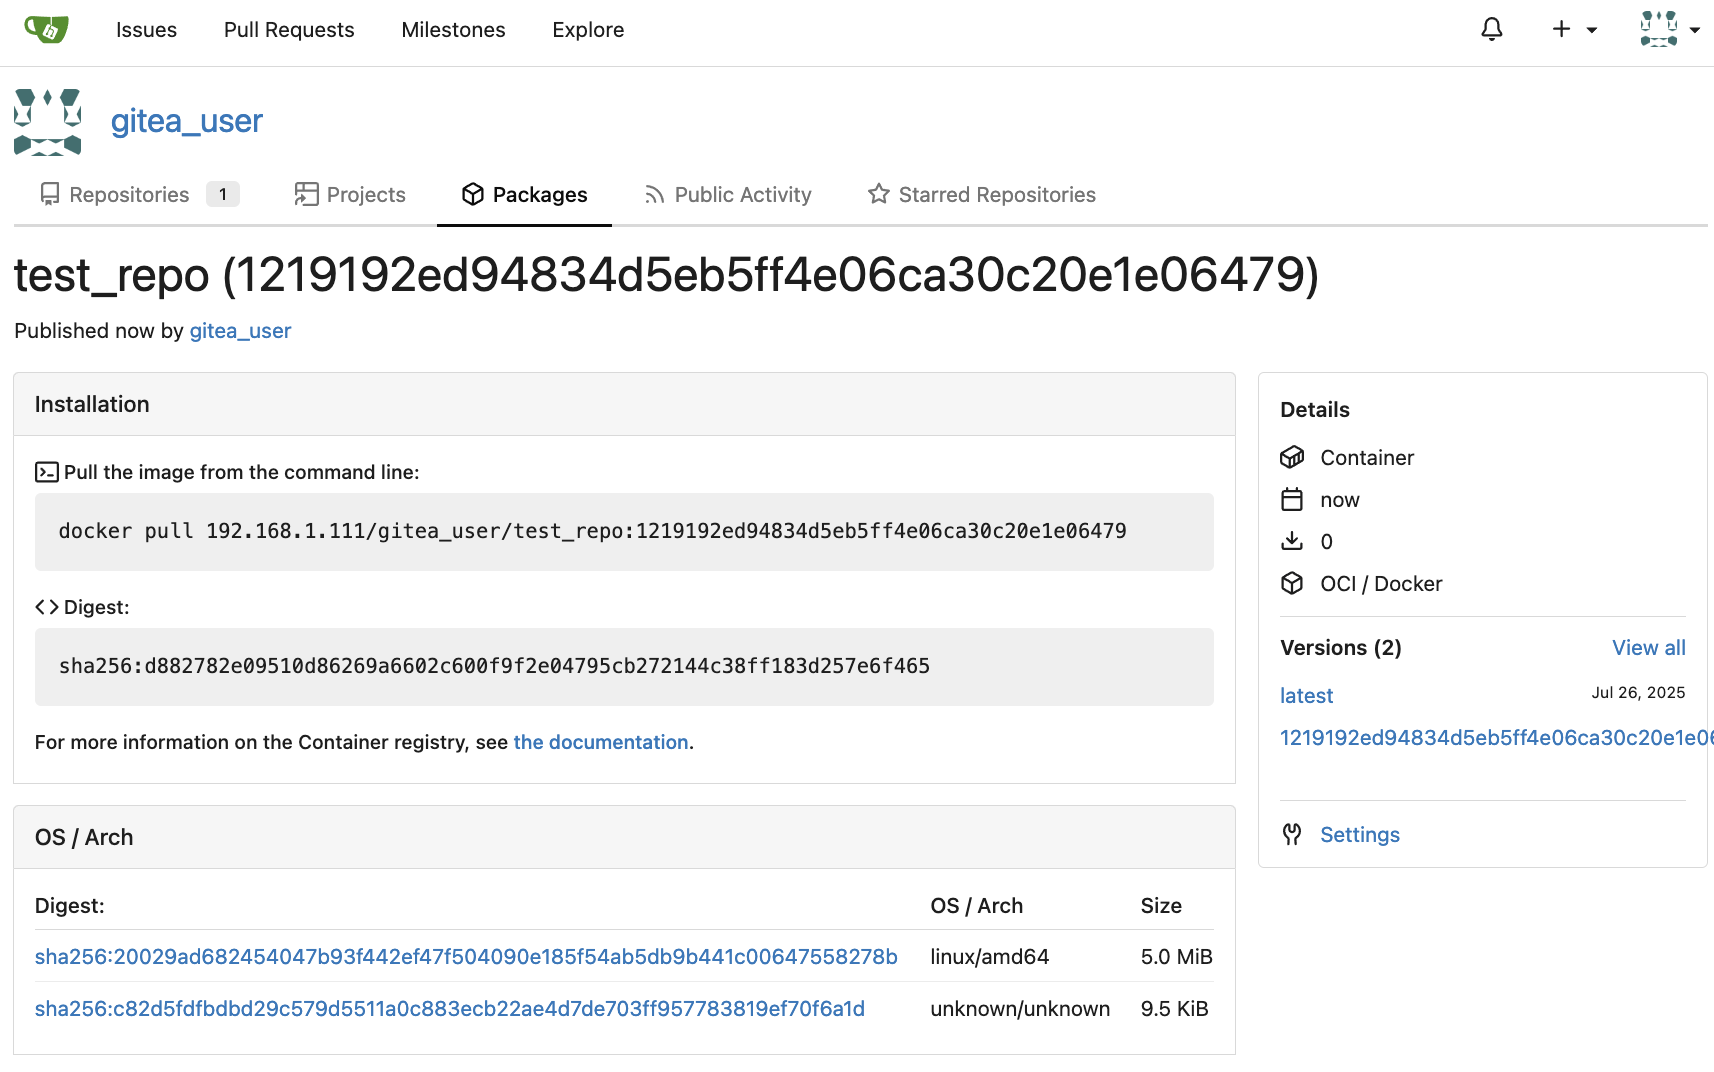 Issues Pull Requests Milestones Explore
gitea_user
Repositories 1 Projects Packages Public Activity Starred Repositories
test_repo (1219192ed94834d5eb5ff4e06ca30c20e1e06479)
Published now by gitea_user
Installation
Pull the image from the command line:
docker pull 192.168.1.111/gitea_user/test_repo:1219192ed94834d5eb5ff4e06ca30c20e1e06479
Digest:
sha256:d882782e09510d86269a6602c600f9f2e04795cb272144c38ff183d257e6f465
For more information on the Container registry, see the documentation.
OS / Arch
Digest: OS / Arch Size
sha256:20029ad682454047b93f442ef47f504090e185f54ab5db9b441c00647558278b linux/amd64 5.0 MiB
sha256:c82d5fdfbdbd29c579d5511a0c883ecb22ae4d7de703ff957783819ef70f6a1d unknown/unknown 9.5 KiB
Details
Container
now
0
OCI / Docker
Versions (2) View all
latest Jul 26, 2025
1219192ed94834d5eb5ff4e06ca30c20e1e06
Settings